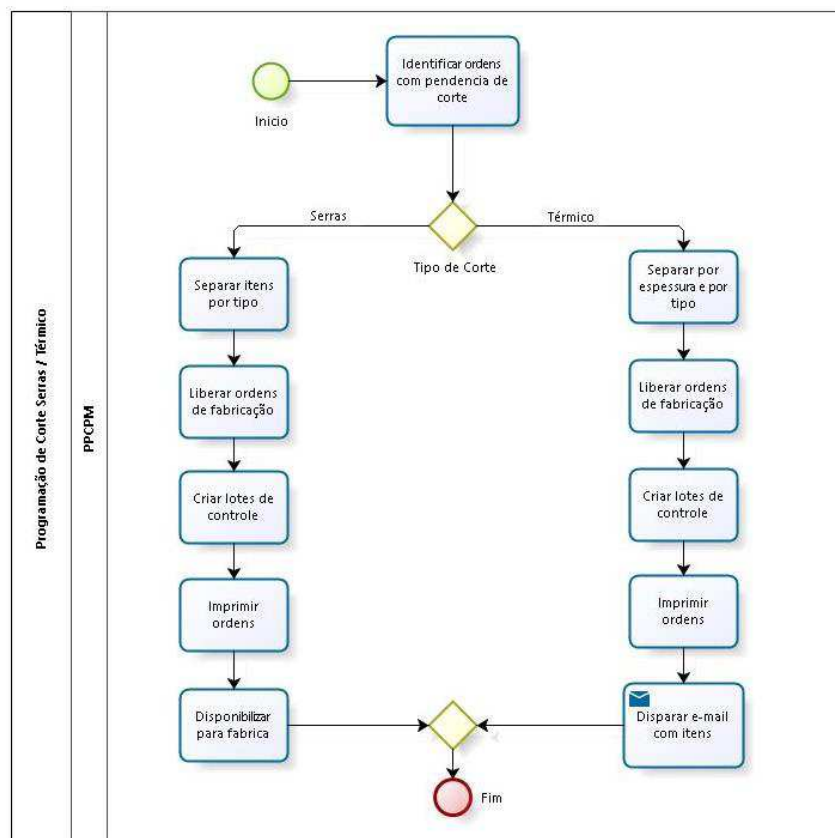 Programação de Corte Serras / Térmico
PPCPM
Identificar ordens
com pendencia de
corte
Inicio
Serras
Térmico
Tipo de Corte
Separar itens
por tipo
Separar por
espessura e por
tipo
Liberar ordens
de fabricação
Liberar ordens
de fabricação
Criar lotes de
controle
Criar lotes de
controle
Imprimir
ordens
Imprimir
ordens
Disponibilizar
para fabrica
Disparar e-mail
com itens
Fim